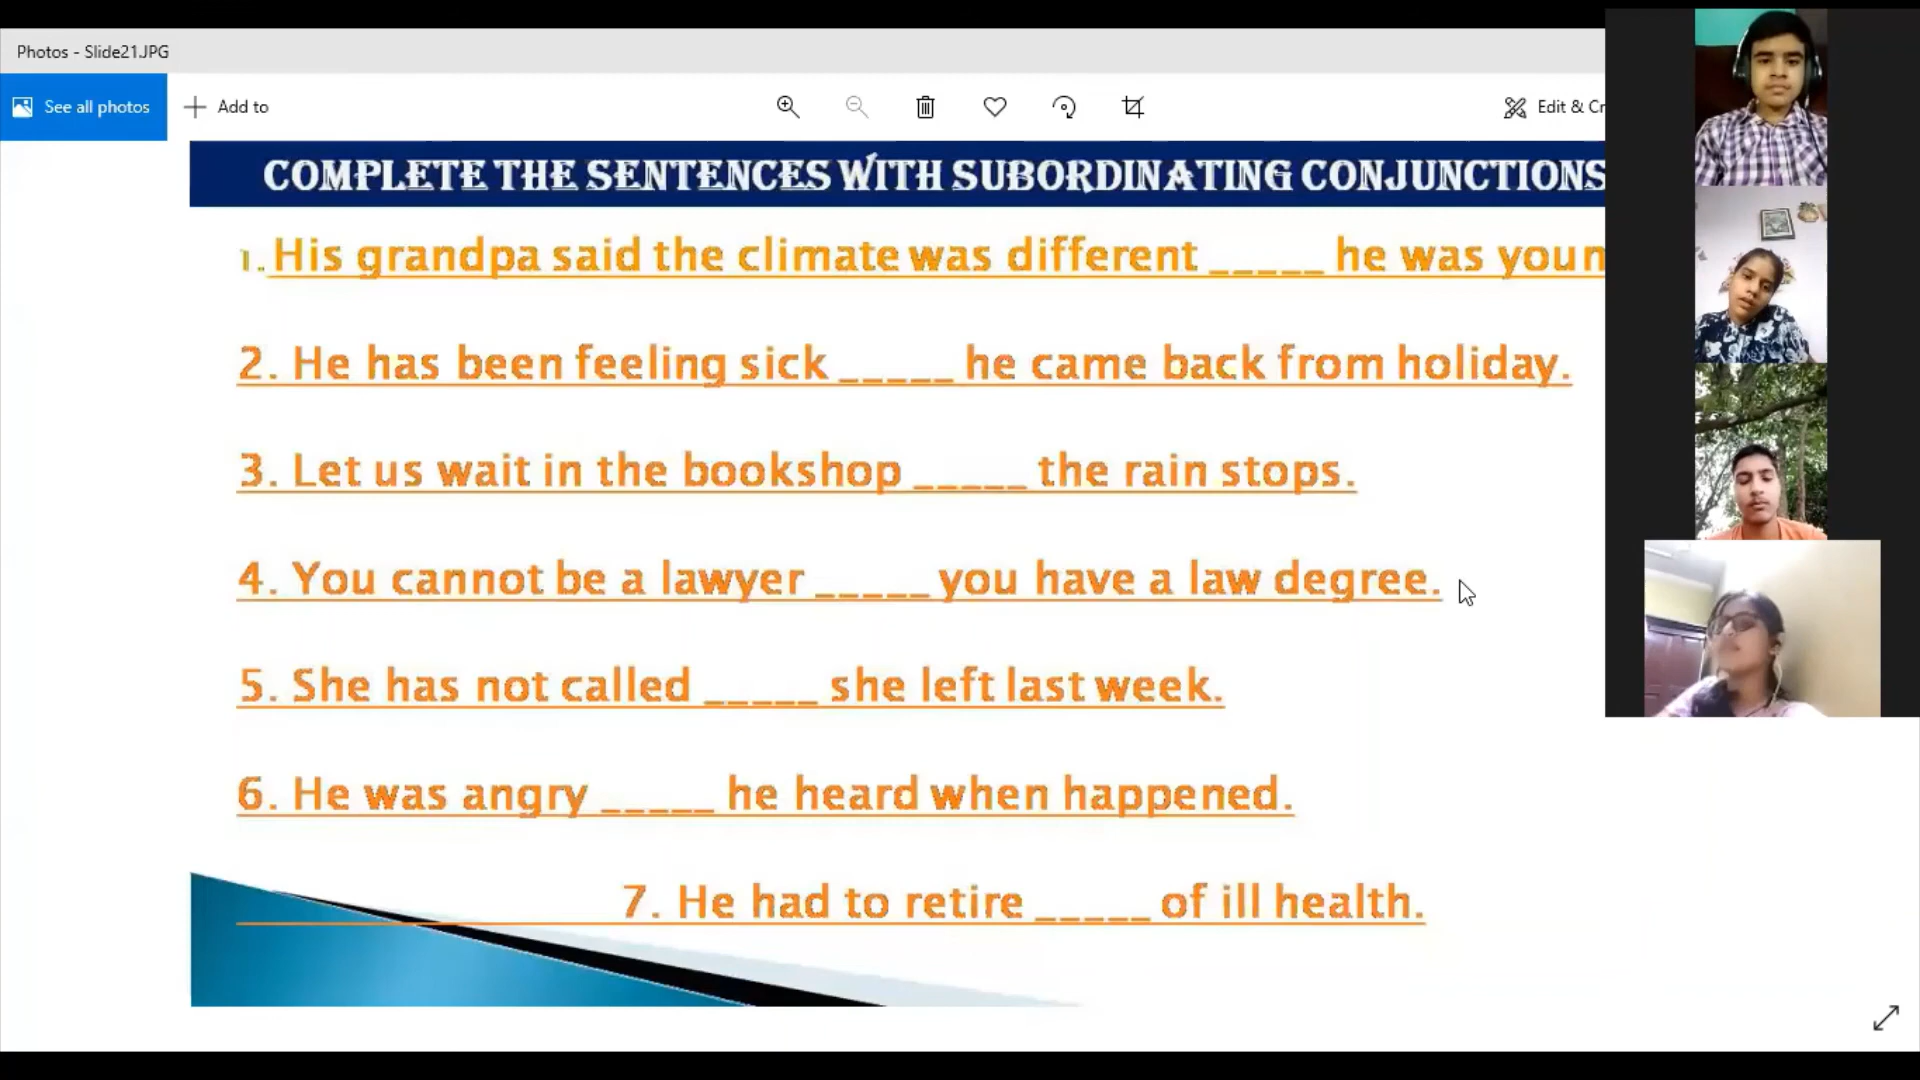 Photos - Slide21.JPG
See all photos
Add to
Edit & Cr
COMPLETE THE SENTENCES WITH SUBORDINATING CONJUNCTIONS
1. His grandpa said the climate was different _____ he was youn
2. He has been feeling sick _____ he came back from holiday.
3. Let us wait in the bookshop _____ the rain stops.
4. You cannot be a lawyer _____ you have a law degree.
5. She has not called _____ she left last week.
6. He was angry _____ he heard when happened.
7. He had to retire _____ of ill health.